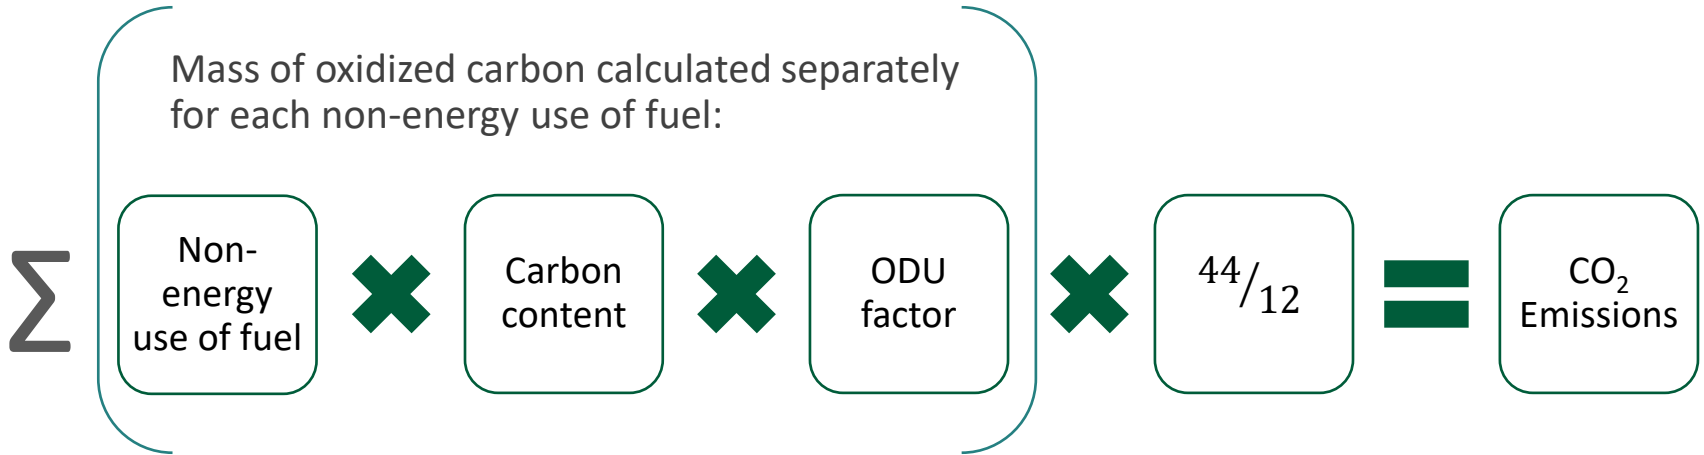 Mass of oxidized carbon calculated separately
for each non-energy use of fuel:
∑
Non-
energy
use of fuel
✖
Carbon
content
✖
ODU
factor
✖
44/12
=
CO₂
Emissions